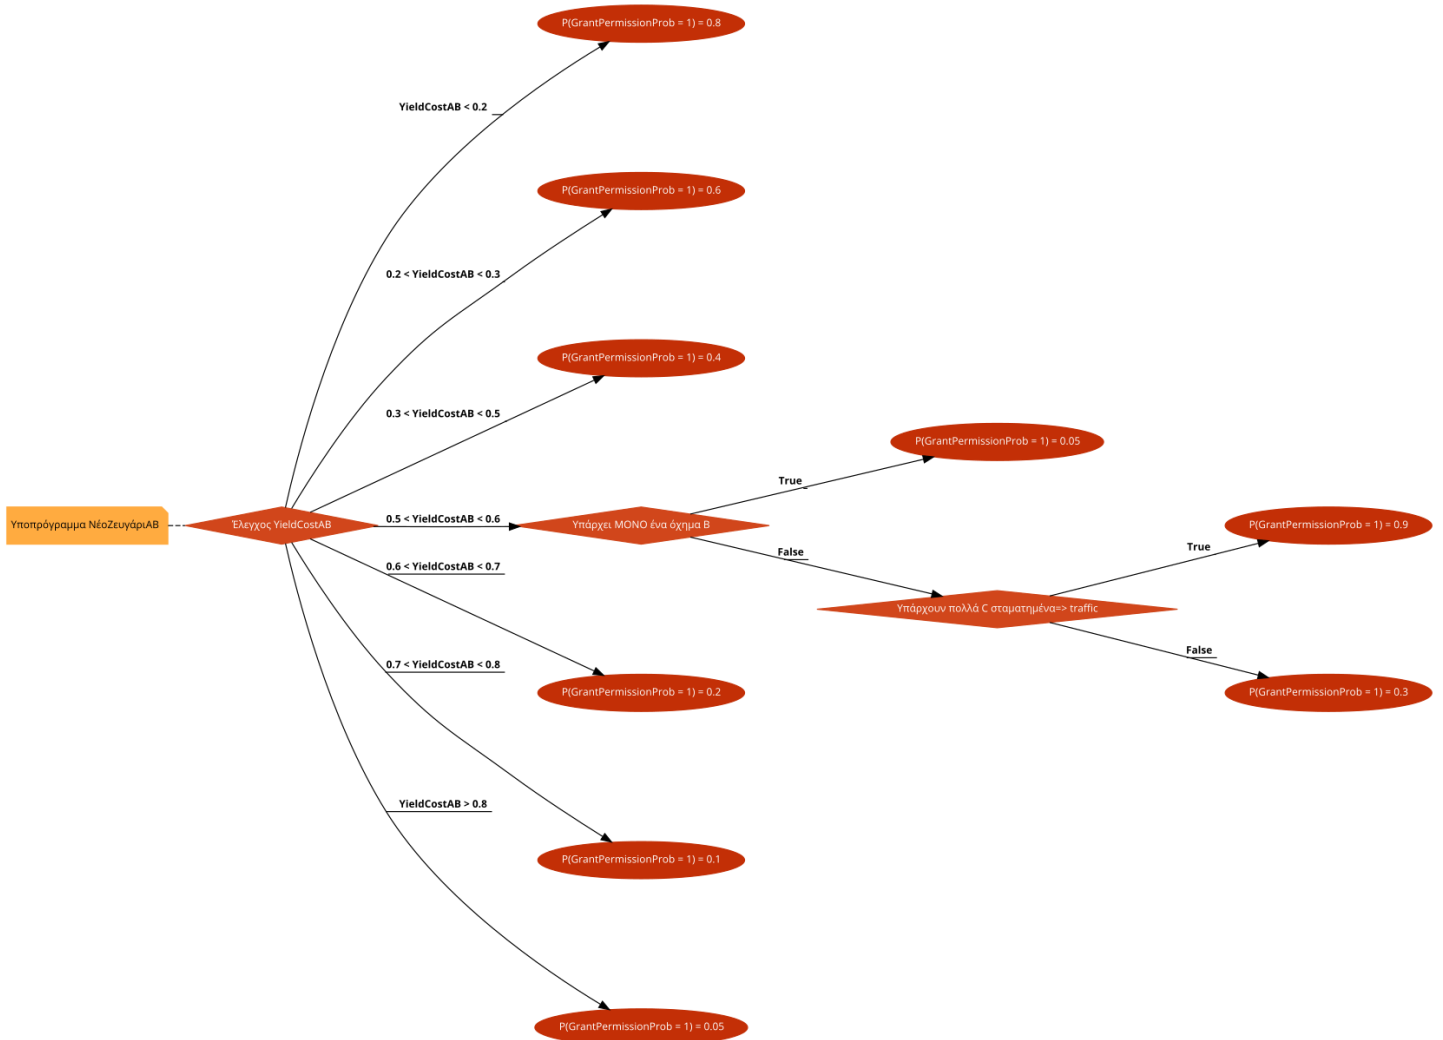 P(GrantPermissionProb = 1) = 0.8
YieldCostAB < 0.2
P(GrantPermissionProb = 1) = 0.6
0.2 < YieldCostAB < 0.3
P(GrantPermissionProb = 1) = 0.4
0.3 < YieldCostAB < 0.5
P(GrantPermissionProb = 1) = 0.05
True
Υποπρόγραμμα ΝέοΖευγάριΑΒ
Έλεγχος YieldCostAB
0.5 < YieldCostAB < 0.6
Υπάρχει ΜΟΝΟ ένα όχημα Β
P(GrantPermissionProb = 1) = 0.9
True
False
0.6 < YieldCostAB < 0.7
Υπάρχουν πολλά C σταματημένα=> traffic
False
0.7 < YieldCostAB < 0.8
P(GrantPermissionProb = 1) = 0.2
P(GrantPermissionProb = 1) = 0.3
YieldCostAB > 0.8
P(GrantPermissionProb = 1) = 0.1
P(GrantPermissionProb = 1) = 0.05